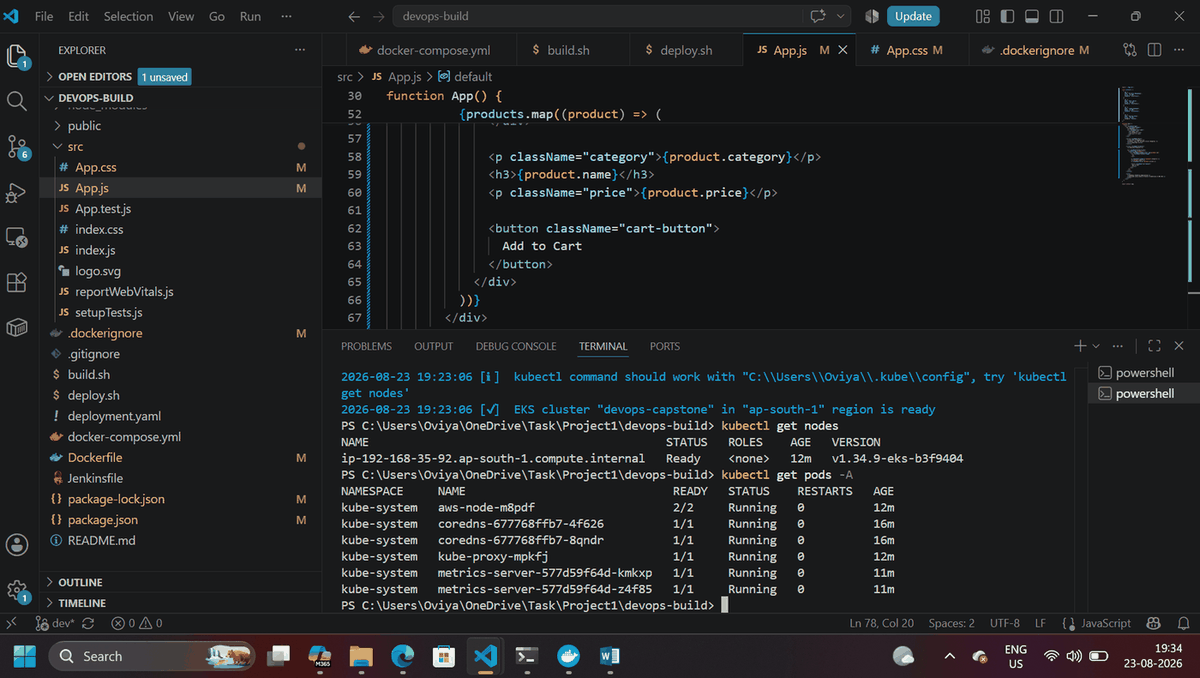 File Edit Selection View Go Run ··· devops-build Update
EXPLORER ···
OPEN EDITORS 1 unsaved
DEVOPS-BUILD
node_modules
public
src
# App.css M
JS App.js M
JS App.test.js
# index.css
JS index.js
logo.svg
JS reportWebVitals.js
JS setupTests.js
.dockerignore M
.gitignore
$ build.sh
$ deploy.sh
! deployment.yaml
docker-compose.yml
Dockerfile M
Jenkinsfile
{} package-lock.json M
{} package.json M
README.md
OUTLINE
TIMELINE
1
6
1
docker-compose.yml $ build.sh $ deploy.sh JS App.js M # App.css M .dockerignore M ···
src > JS App.js > default
30 function App() {
52 {products.map((product) => (
56 </div>
57
58 <p className="category">{product.category}</p>
59 <h3>{product.name}</h3>
60 <p className="price">{product.price}</p>
61
62 <button className="cart-button">
63 Add to Cart
64 </button>
65 </div>
66 ))}
67 </div>
PROBLEMS OUTPUT DEBUG CONSOLE TERMINAL PORTS
powershell
powershell
2026-08-23 19:23:06 [ℹ] kubectl command should work with "C:\\Users\\Oviya\\.kube\\config", try 'kubectl
get nodes'
2026-08-23 19:23:06 [✓] EKS cluster "devops-capstone" in "ap-south-1" region is ready
PS C:\Users\Oviya\OneDrive\Task\Project1\devops-build> kubectl get nodes
NAME STATUS ROLES AGE VERSION
ip-192-168-35-92.ap-south-1.compute.internal Ready <none> 12m v1.34.9-eks-b3f9404
PS C:\Users\Oviya\OneDrive\Task\Project1\devops-build> kubectl get pods -A
NAMESPACE NAME READY STATUS RESTARTS AGE
kube-system aws-node-m8pdf 2/2 Running 0 12m
kube-system coredns-677768ffb7-4f626 1/1 Running 0 16m
kube-system coredns-677768ffb7-8qndr 1/1 Running 0 16m
kube-system kube-proxy-mpkfj 1/1 Running 0 12m
kube-system metrics-server-577d59f64d-kmkxp 1/1 Running 0 11m
kube-system metrics-server-577d59f64d-z4f85 1/1 Running 0 11m
PS C:\Users\Oviya\OneDrive\Task\Project1\devops-build>
dev* 0 0 Ln 78, Col 20 Spaces: 2 UTF-8 LF {} JavaScript
Search M365 ENG
US 19:34
23-08-2026